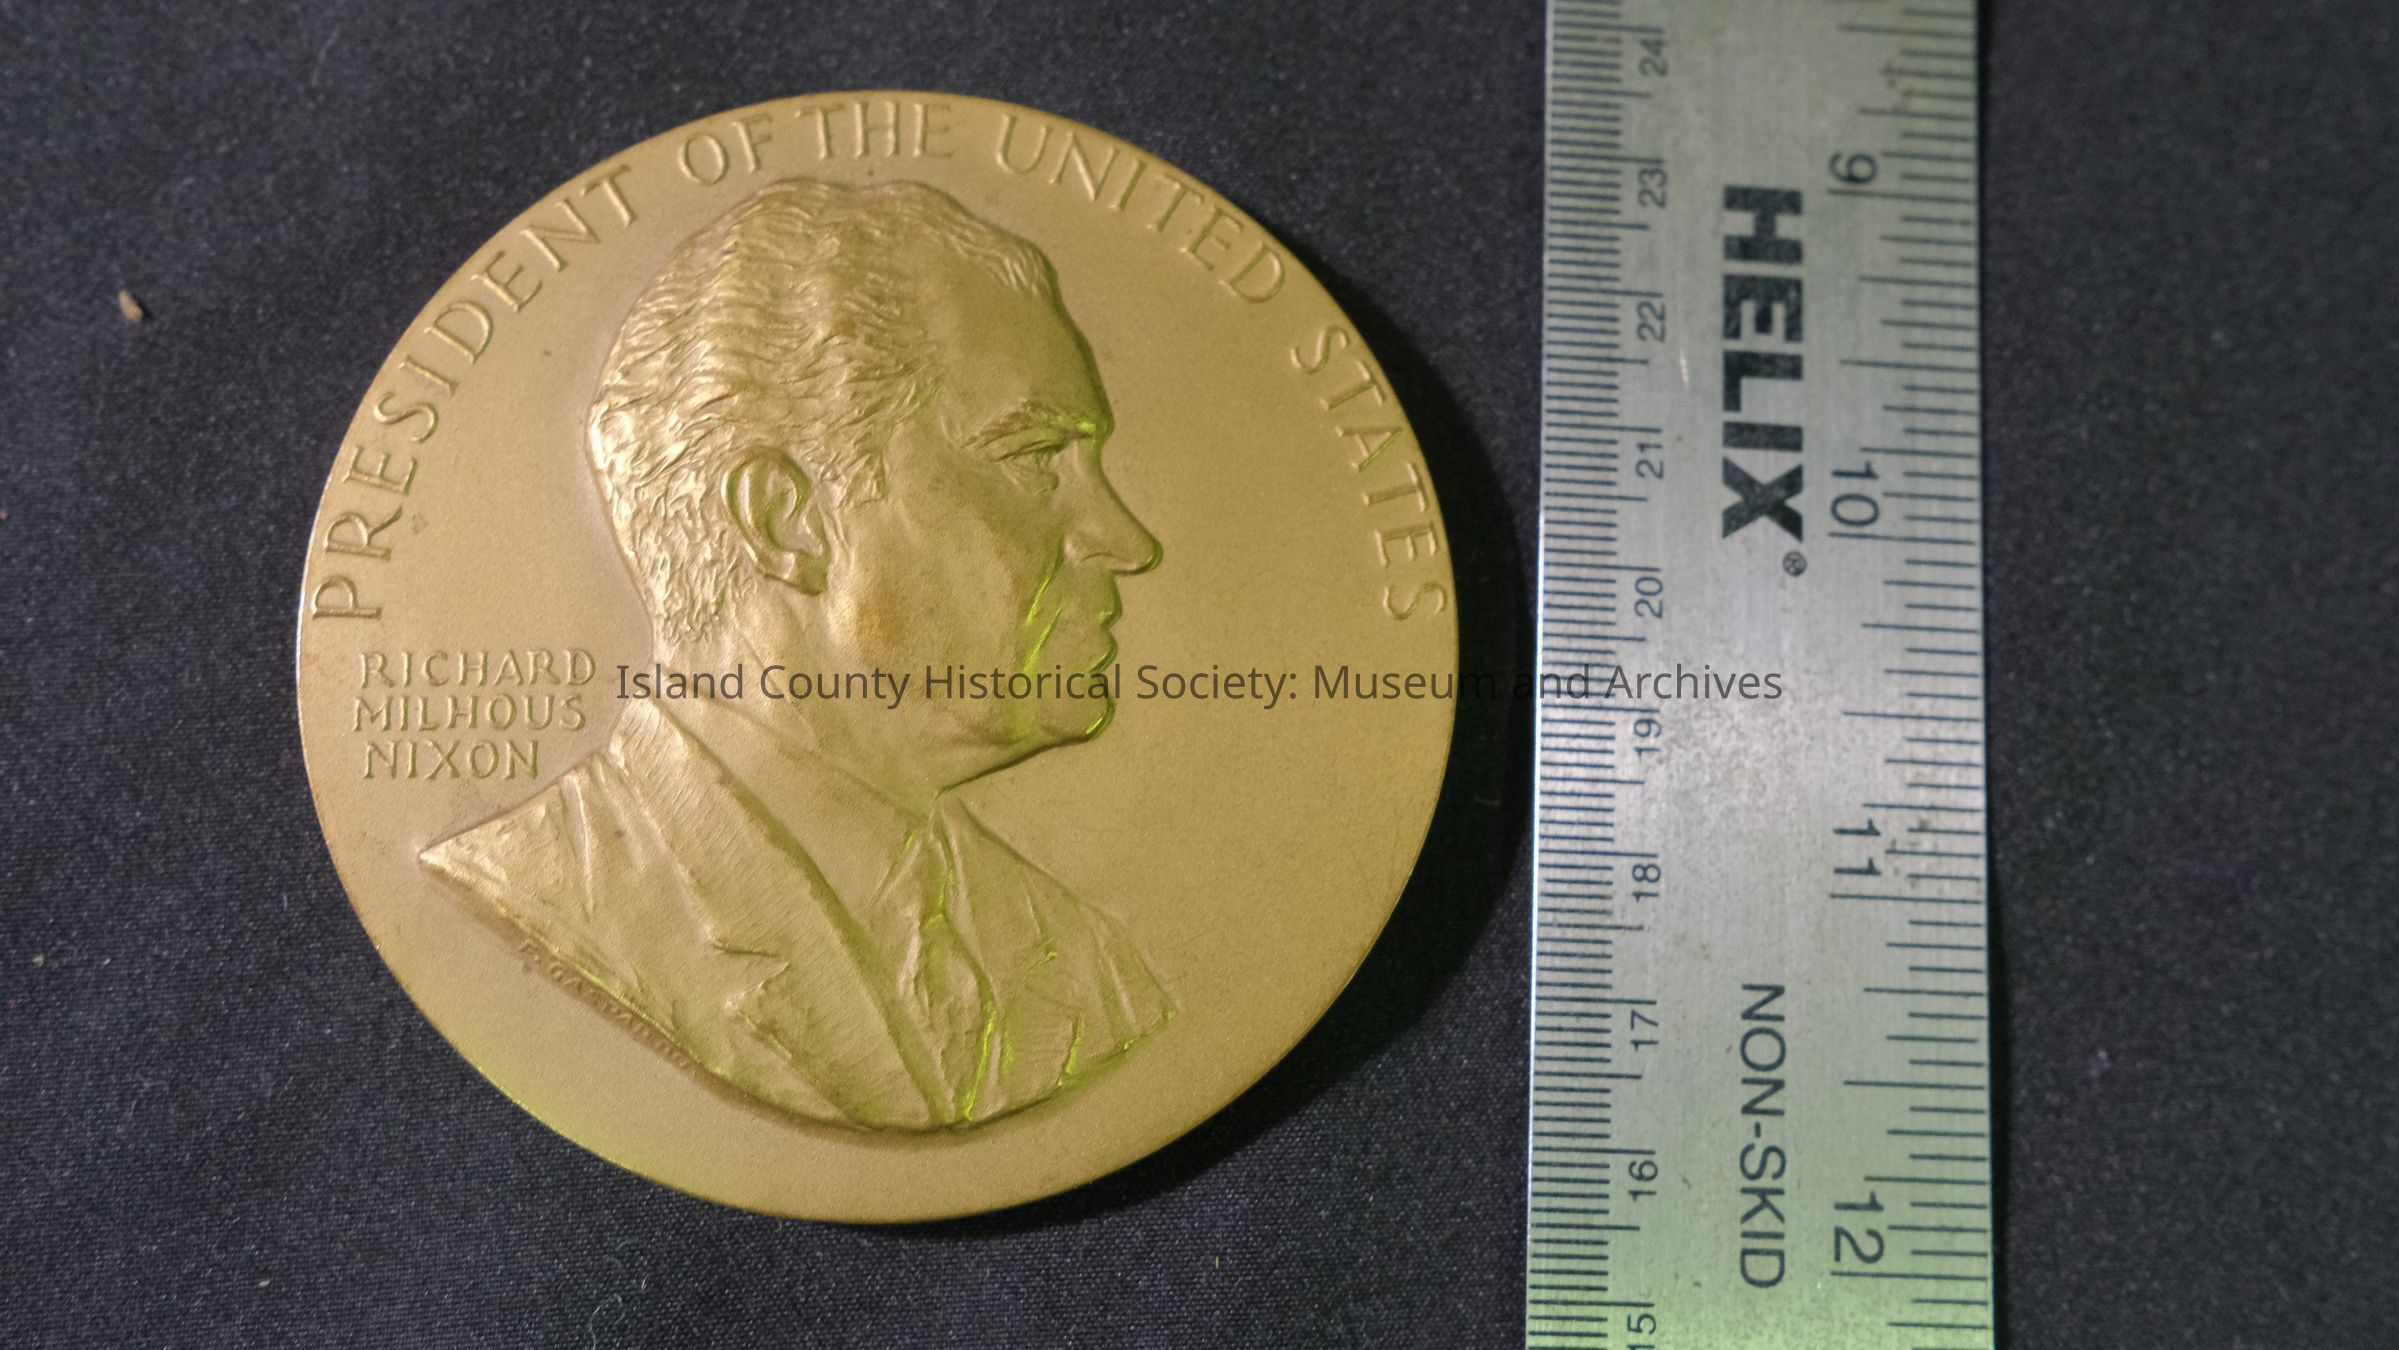 PRESIDENT OF THE UNITED STATES
RICHARD
MILHOUS
NIXON
Island County Historical Society: Museum and Archives
HELIX®
NON-SKID
9
10
11
12
24
23
22
21
20
19
18
17
16
15